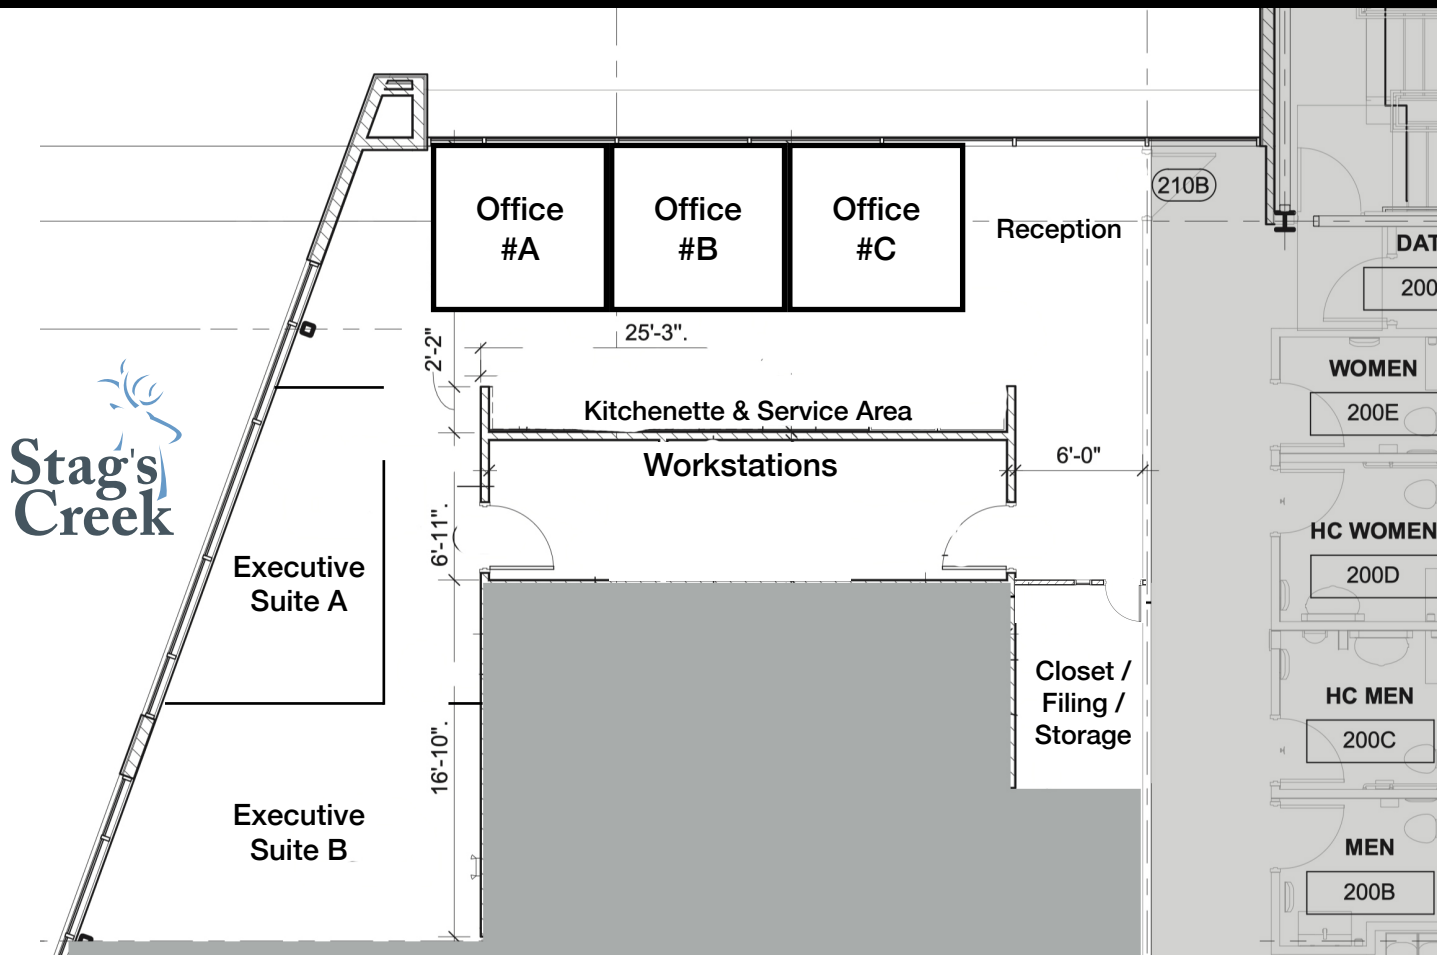 Office
#A
Office
#B
Office
#C
210B
Reception
DAT
200
2'-2"
25'-3".
WOMEN
200E
Kitchenette & Service Area
Workstations
6'-0"
Stag's
Creek
6'-11".
HC WOMEN
200D
Executive
Suite A
Closet /
Filing /
Storage
HC MEN
200C
16'-10".
Executive
Suite B
MEN
200B